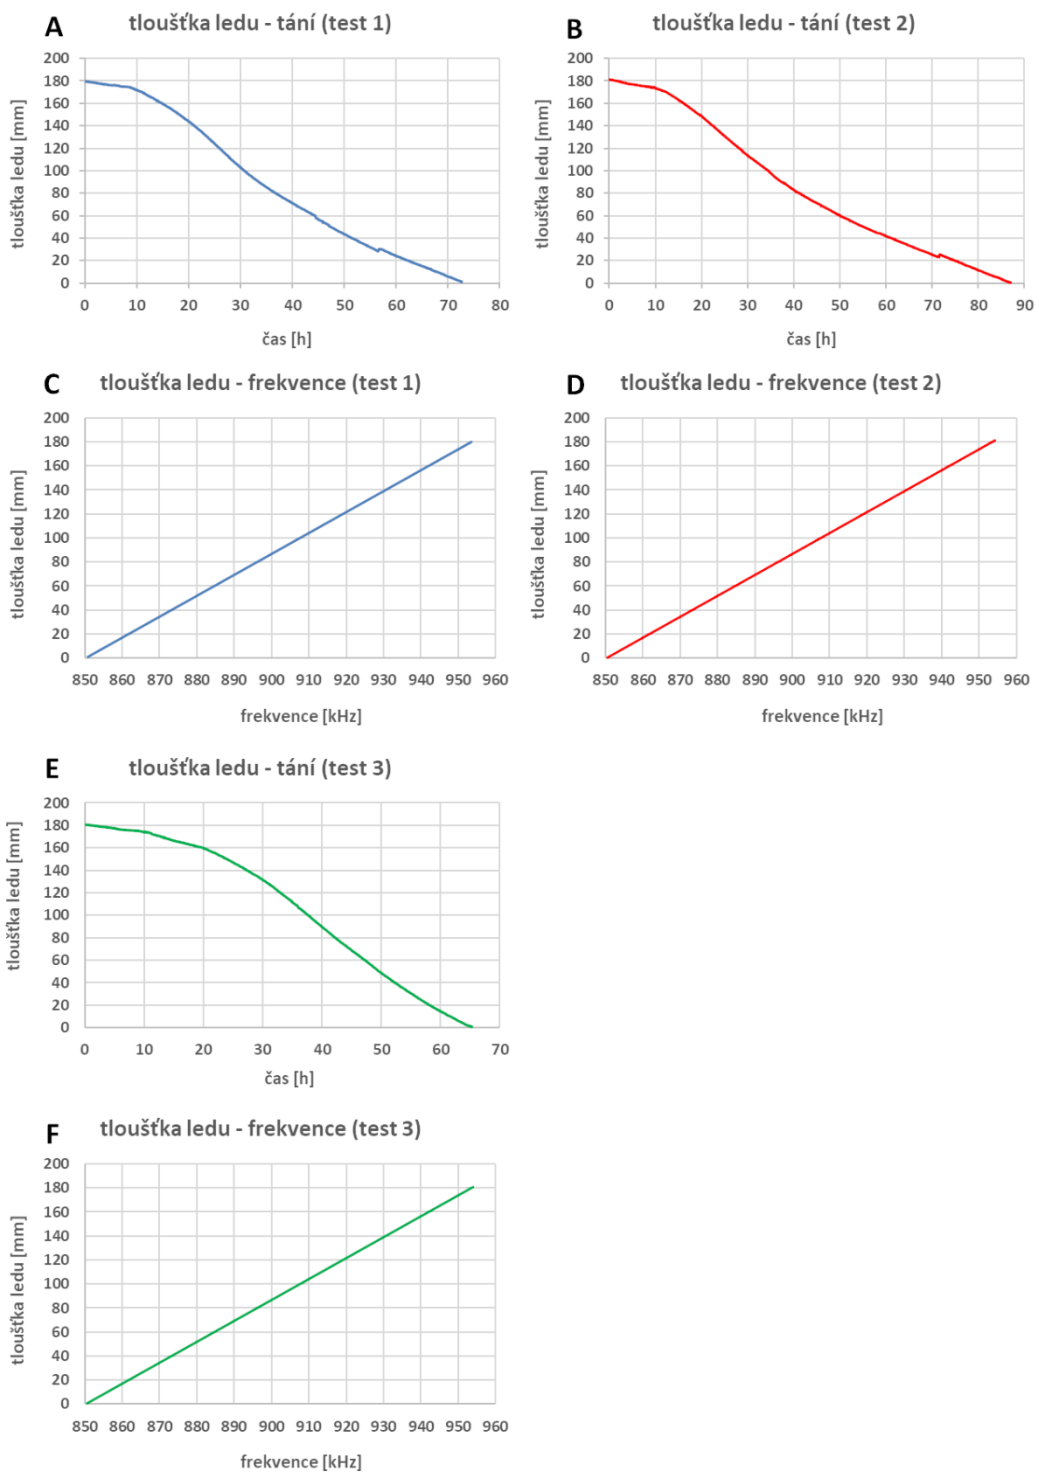 A tloušťka ledu - tání (test 1)
200
180
160
140
120
100
80
60
40
20
0
tloušťka ledu [mm]
0 10 20 30 40 50 60 70 80
čas [h]
B tloušťka ledu - tání (test 2)
200
180
160
140
120
100
80
60
40
20
0
tloušťka ledu [mm]
0 10 20 30 40 50 60 70 80 90
čas [h]
C tloušťka ledu - frekvence (test 1)
200
180
160
140
120
100
80
60
40
20
0
tloušťka ledu [mm]
850 860 870 880 890 900 910 920 930 940 950 960
frekvence [kHz]
D tloušťka ledu - frekvence (test 2)
200
180
160
140
120
100
80
60
40
20
0
tloušťka ledu [mm]
850 860 870 880 890 900 910 920 930 940 950 960
frekvence [kHz]
E tloušťka ledu - tání (test 3)
200
180
160
140
120
100
80
60
40
20
0
tloušťka ledu [mm]
0 10 20 30 40 50 60 70
čas [h]
F tloušťka ledu - frekvence (test 3)
200
180
160
140
120
100
80
60
40
20
0
tloušťka ledu [mm]
850 860 870 880 890 900 910 920 930 940 950 960
frekvence [kHz]